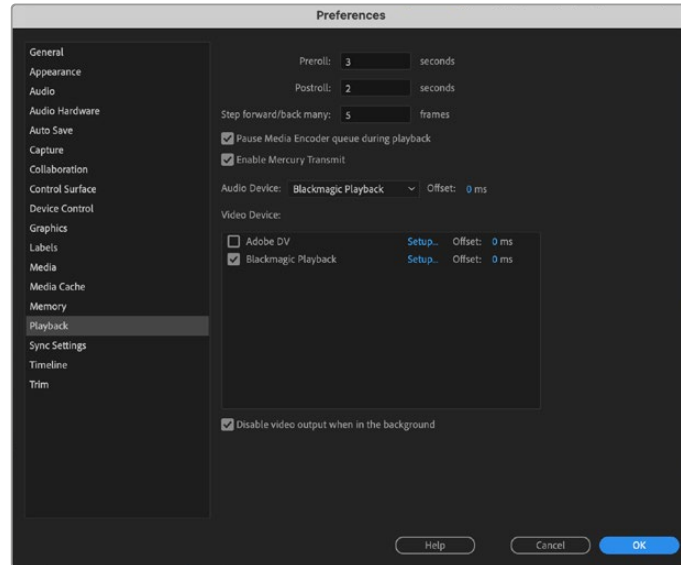 Preferences
General
Appearance
Audio
Audio Hardware
Auto Save
Capture
Collaboration
Control Surface
Device Control
Graphics
Labels
Media
Media Cache
Memory
Playback
Sync Settings
Timeline
Trim
Preroll: 3 seconds
Postroll: 2 seconds
Step forward/back many: 5 frames
Pause Media Encoder queue during playback
Enable Mercury Transmit
Audio Device: Blackmagic Playback Offset: 0 ms
Video Device:
Adobe DV Setup... Offset: 0 ms
Blackmagic Playback Setup... Offset: 0 ms
Disable video output when in the background
Help Cancel OK